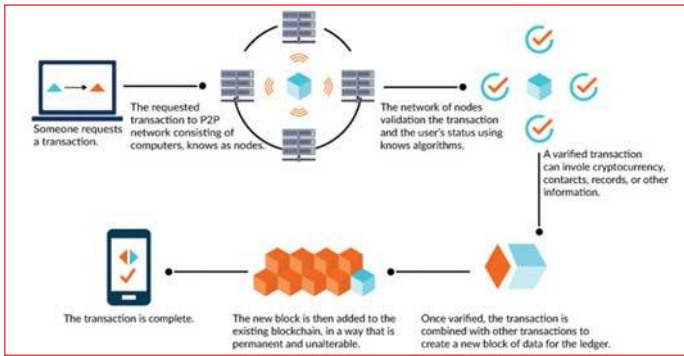 Someone requests
a transaction.
The requested
transaction to P2P
network consisting of
computers, knows as nodes.
The network of nodes
validation the transaction
and the user's status using
knows algorithms.
A varified transaction
can invole cryptocurrency,
contarcts, records, or other
information.
The transaction is complete.
The new block is then added to the
existing blockchain, in a way that is
permanent and unalterable.
Once varified, the transaction is
combined with other transactions to
create a new block of data for the ledger.